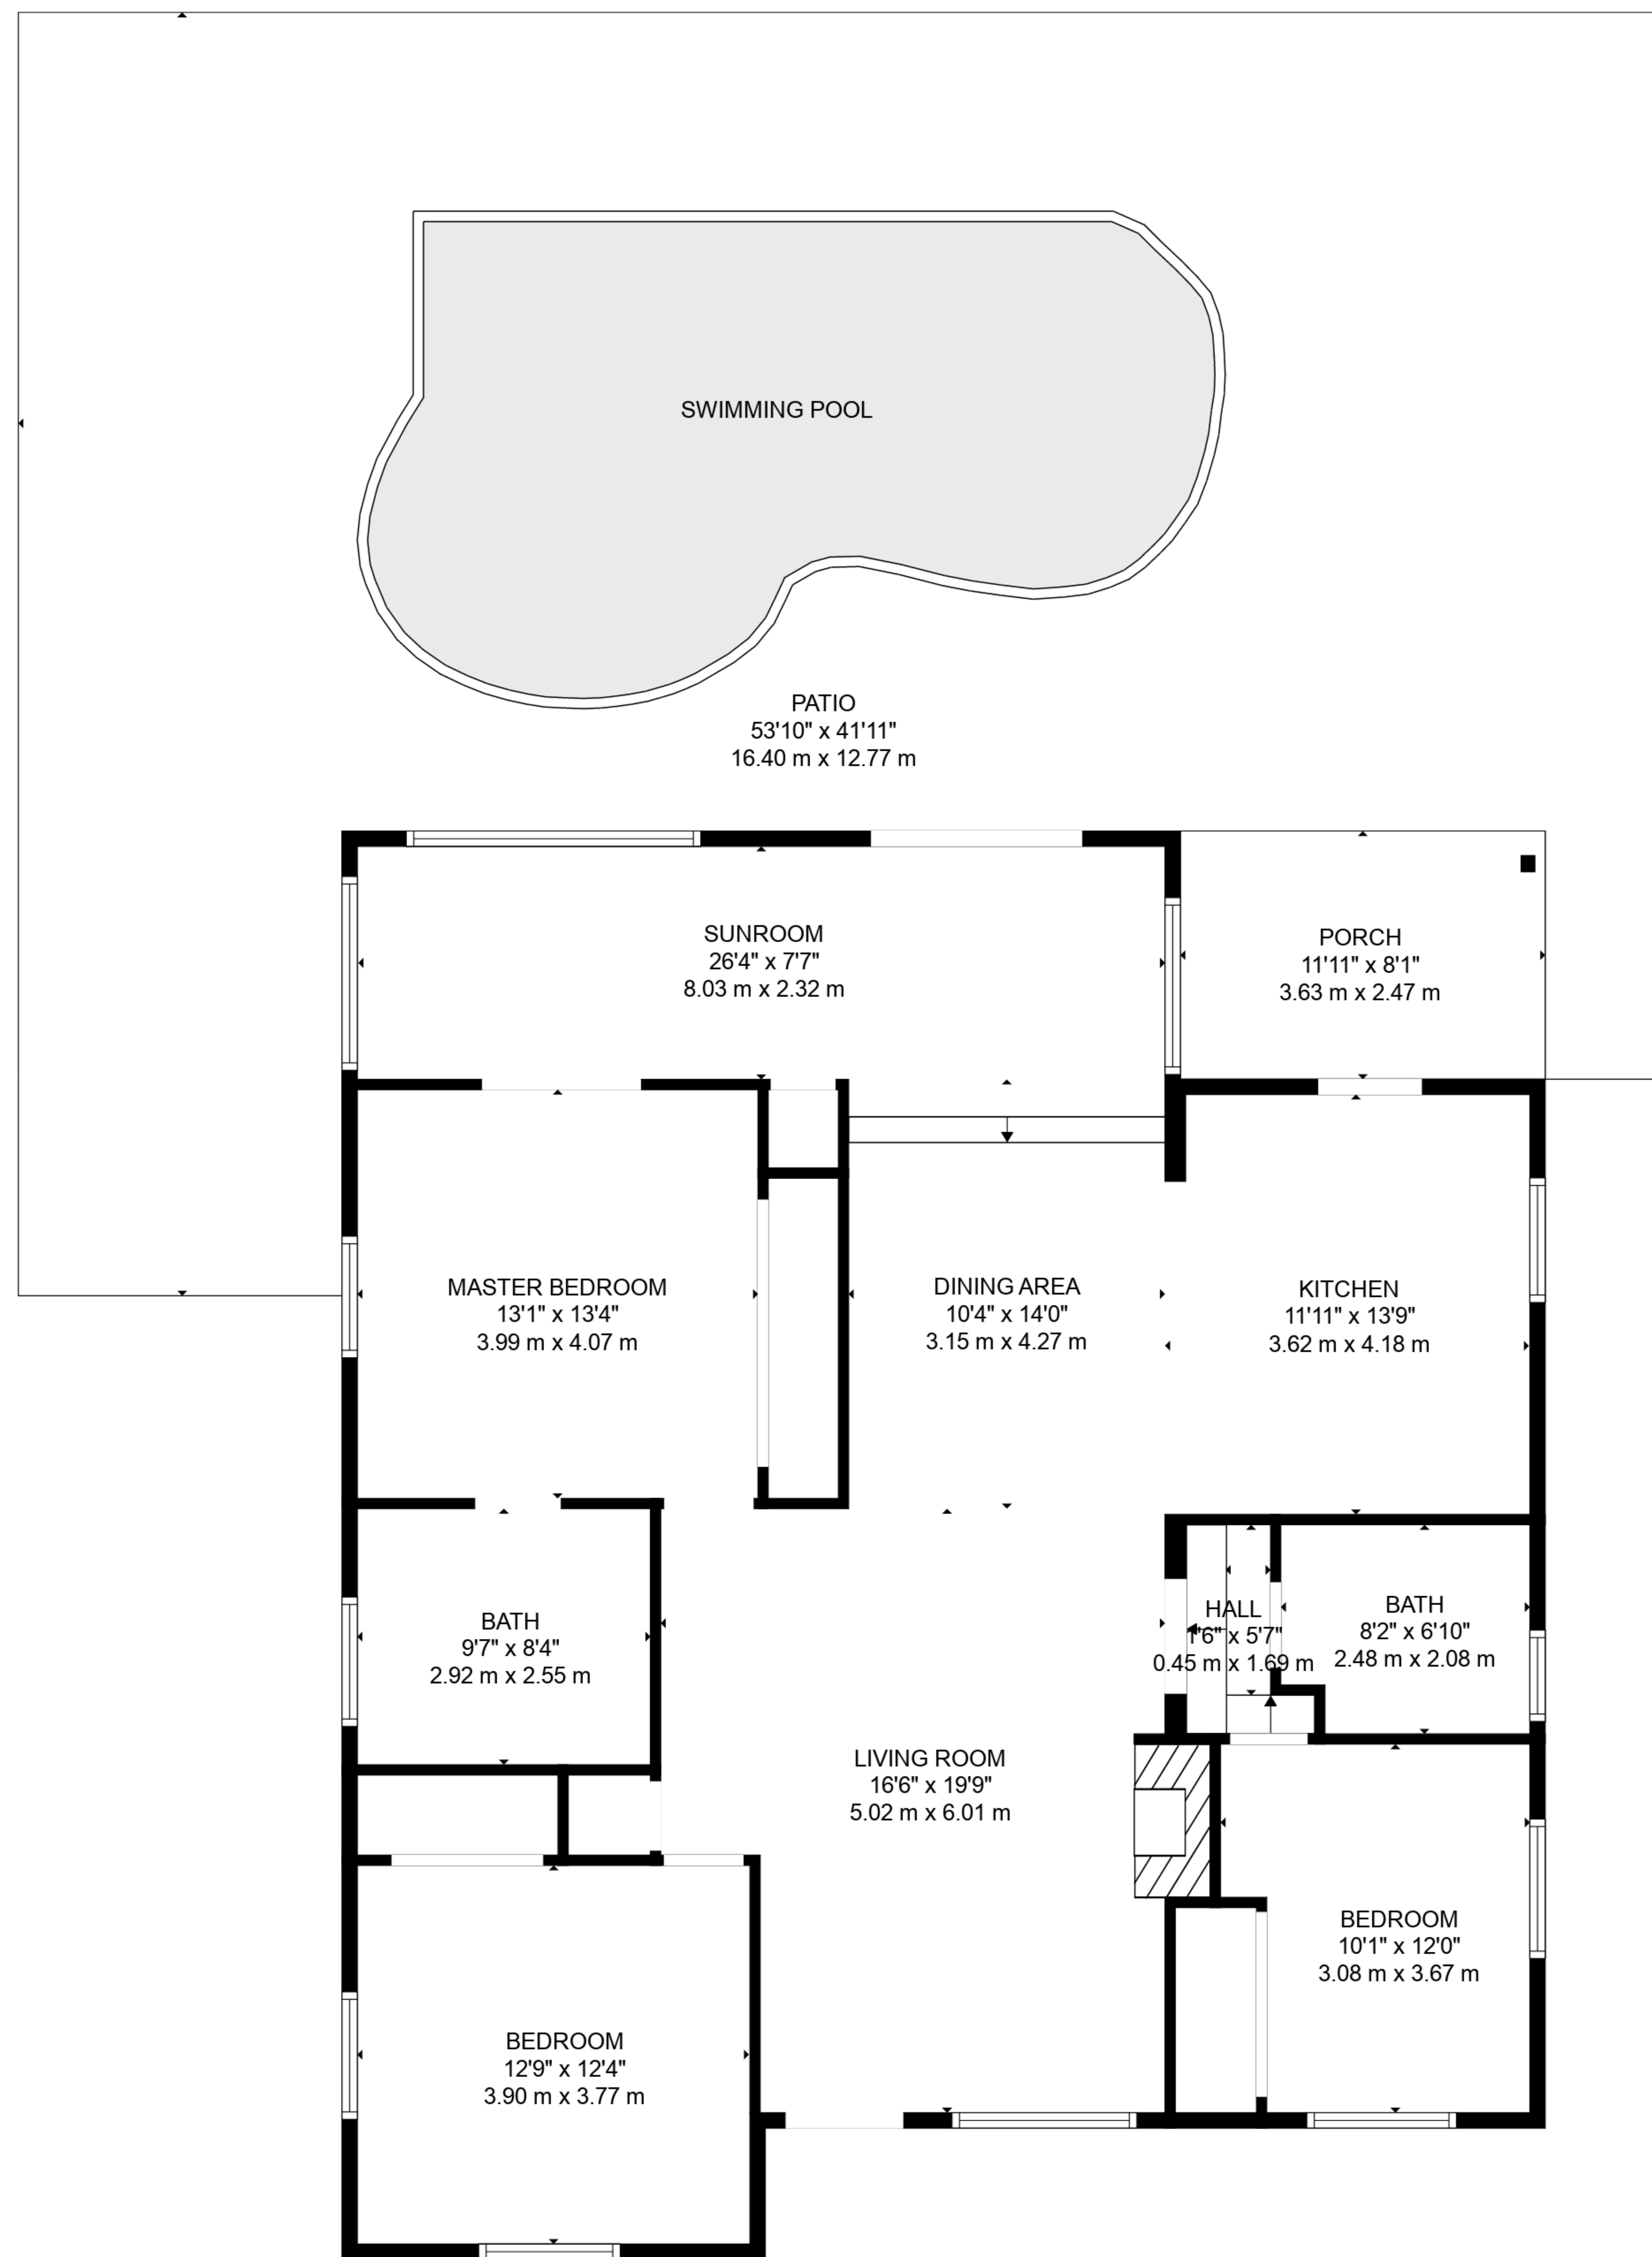 SWIMMING POOL
PATIO
53'10" x 41'11"
16.40 m x 12.77 m
SUNROOM
26'4" x 7'7"
8.03 m x 2.32 m
PORCH
11'11" x 8'1"
3.63 m x 2.47 m
MASTER BEDROOM
13'1" x 13'4"
3.99 m x 4.07 m
DINING AREA
10'4" x 14'0"
3.15 m x 4.27 m
KITCHEN
11'11" x 13'9"
3.62 m x 4.18 m
BATH
9'7" x 8'4"
2.92 m x 2.55 m
HALL
1'6" x 5'7"
0.45 m x 1.69 m
BATH
8'2" x 6'10"
2.48 m x 2.08 m
LIVING ROOM
16'6" x 19'9"
5.02 m x 6.01 m
BEDROOM
10'1" x 12'0"
3.08 m x 3.67 m
BEDROOM
12'9" x 12'4"
3.90 m x 3.77 m